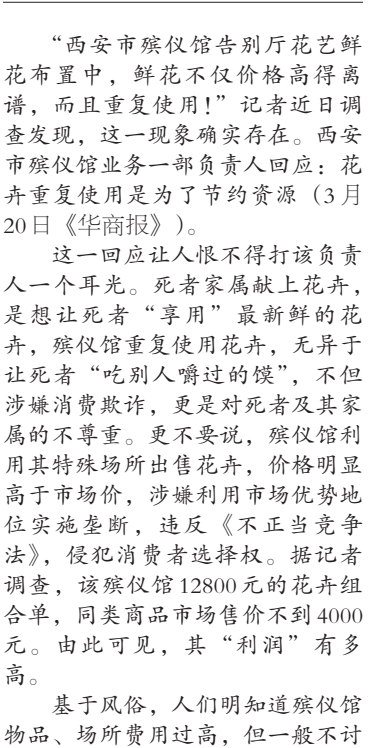 “西安市殡仪馆告别厅花艺鲜
花布置中，鲜花不仅价格高得离
谱，而且重复使用！”记者近日调
查发现，这一现象确实存在。西安
市殡仪馆业务一部负责人回应：花
卉重复使用是为了节约资源（3月
20日《华商报》）。
这一回应让人恨不得打该负责
人一个耳光。死者家属献上花卉，
是想让死者“享用”最新鲜的花
卉，殡仪馆重复使用花卉，无异于
让死者“吃别人嚼过的馍”，不但
涉嫌消费欺诈，更是对死者及其家
属的不尊重。更不要说，殡仪馆利
用其特殊场所出售花卉，价格明显
高于市场价，涉嫌利用市场优势地
位实施垄断，违反《不正当竞争
法》，侵犯消费者选择权。据记者
调查，该殡仪馆12800元的花卉组
合单，同类商品市场售价不到4000
元。由此可见，其“利润”有多
高。
基于风俗，人们明知道殡仪馆
物品、场所费用过高，但一般不讨